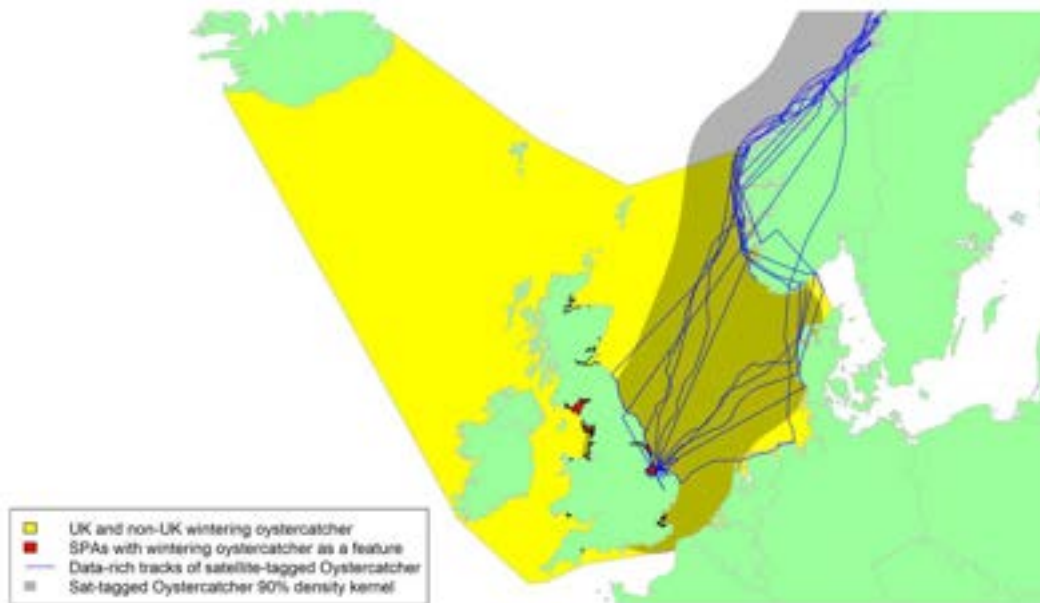 UK and non-UK wintering oystercatcher
SPAs with wintering oystercatcher as a feature
Data-rich tracks of satellite-tagged Oystercatcher
Sat-tagged Oystercatcher 90% density kernel